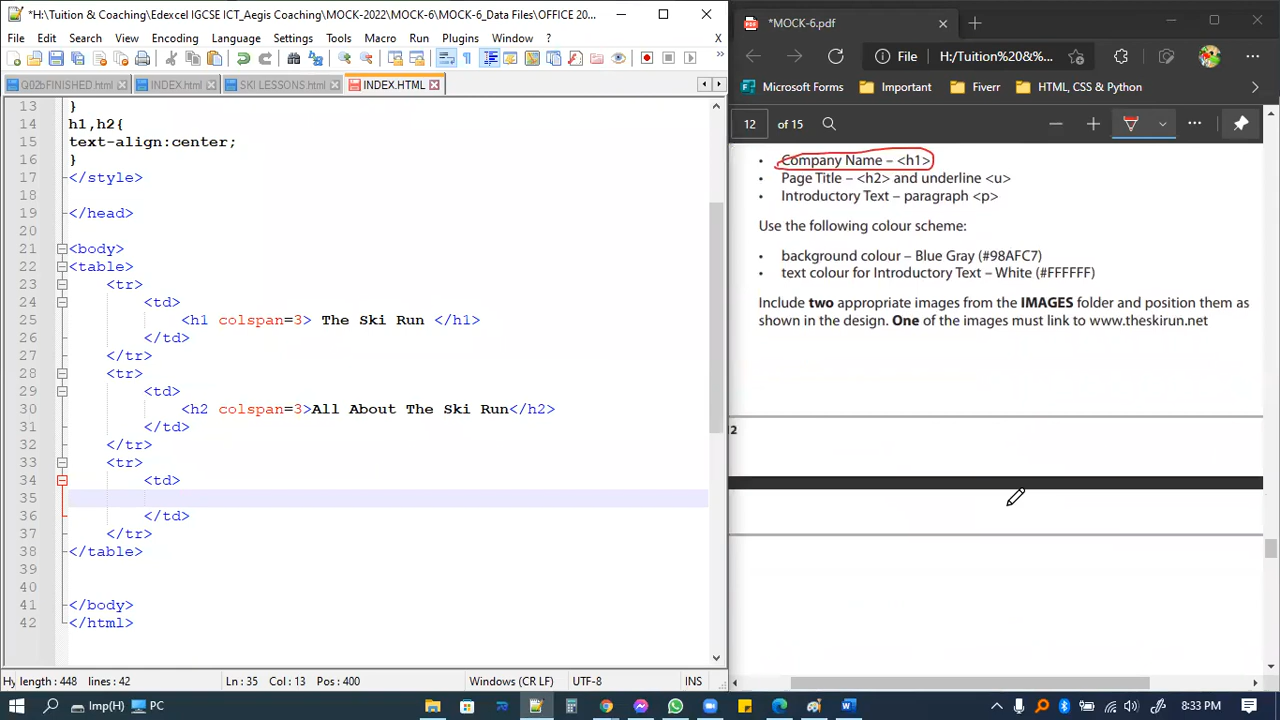 *H:\Tuition & Coaching\Edexcel IGCSE ICT_Aegis Coaching\MOCK-2022\MOCK-6\MOCK-6_Data Files\OFFICE 20...
*MOCK-6.pdf
File Edit Search View Encoding Language Settings Tools Macro Run Plugins Window ? X
File H:/Tuition%20&%...
Q02bFINISHED.html INDEX.html SKI LESSONS.html INDEX.HTML
Microsoft Forms Important Fiverr HTML, CSS & Python
12 of 15
13 }
14 h1,h2{
15 text-align:center;
16 }
17 </style>
18
19 </head>
20
21 <body>
22 <table>
23 <tr>
24 <td>
25 <h1 colspan=3> The Ski Run </h1>
26 </td>
27 </tr>
28 <tr>
29 <td>
30 <h2 colspan=3>All About The Ski Run</h2>
31 </td>
32 </tr>
33 <tr>
34 <td>
35
36 </td>
37 </tr>
38 </table>
39
40
41 </body>
42 </html>
• Company Name – <h1>
• Page Title – <h2> and underline <u>
• Introductory Text – paragraph <p>
Use the following colour scheme:
• background colour – Blue Gray (#98AFC7)
• text colour for Introductory Text – White (#FFFFFF)
Include two appropriate images from the IMAGES folder and position them as
shown in the design. One of the images must link to www.theskirun.net
2
Hy length : 448 lines : 42 Ln : 35 Col : 13 Pos : 400 Windows (CR LF) UTF-8 INS
Imp(H) PC 8:33 PM